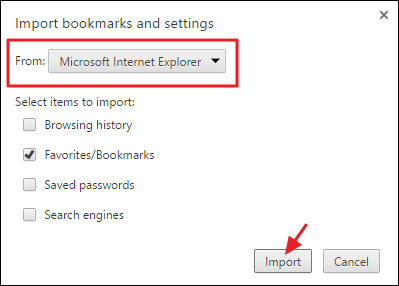 Import bookmarks and settings
From: Microsoft Internet Explorer
Select items to import:
Browsing history
Favorites/Bookmarks
Saved passwords
Search engines
Import Cancel